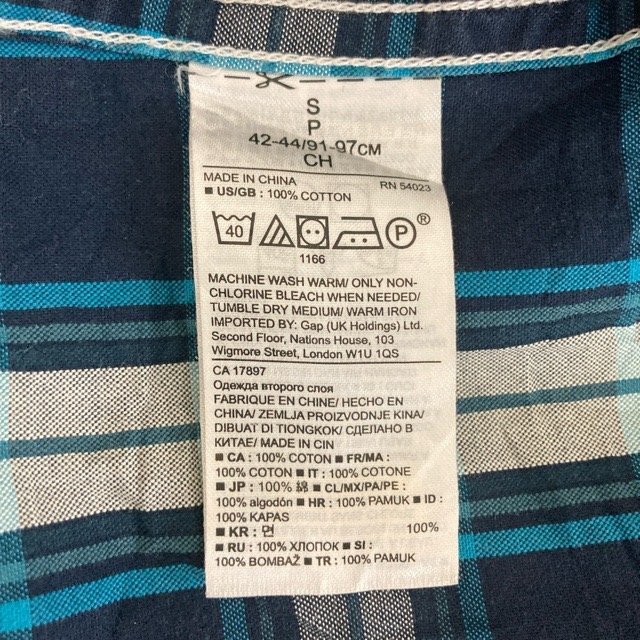 S
P
42-44/91-97CM
CH
MADE IN CHINA RN 54023
■ US/GB : 100% COTTON
40 P ®
1166
MACHINE WASH WARM/ ONLY NON-
CHLORINE BLEACH WHEN NEEDED/
TUMBLE DRY MEDIUM/ WARM IRON
IMPORTED BY: Gap (UK Holdings) Ltd.
Second Floor, Nations House, 103
Wigmore Street, London W1U 1QS
CA 17897
Одежда второго слоя
FABRIQUE EN CHINE/ HECHO EN
CHINA/ ZEMLJA PROIZVODNJE KINA/
DIBUAT DI TIONGKOK/ СДЕЛАНО В
КИТАЕ/ MADE IN CIN
■ CA : 100% COTON ■ FR/MA :
100% COTON ■ IT : 100% COTONE
■ JP : 100% 綿 ■ CL/MX/PA/PE :
100% algodón ■ HR : 100% PAMUK ■ ID :
100% KAPAS
■ KR : 면 100%
■ RU : 100% ХЛОПОК ■ SI :
100% BOMBAŽ ■ TR : 100% PAMUK